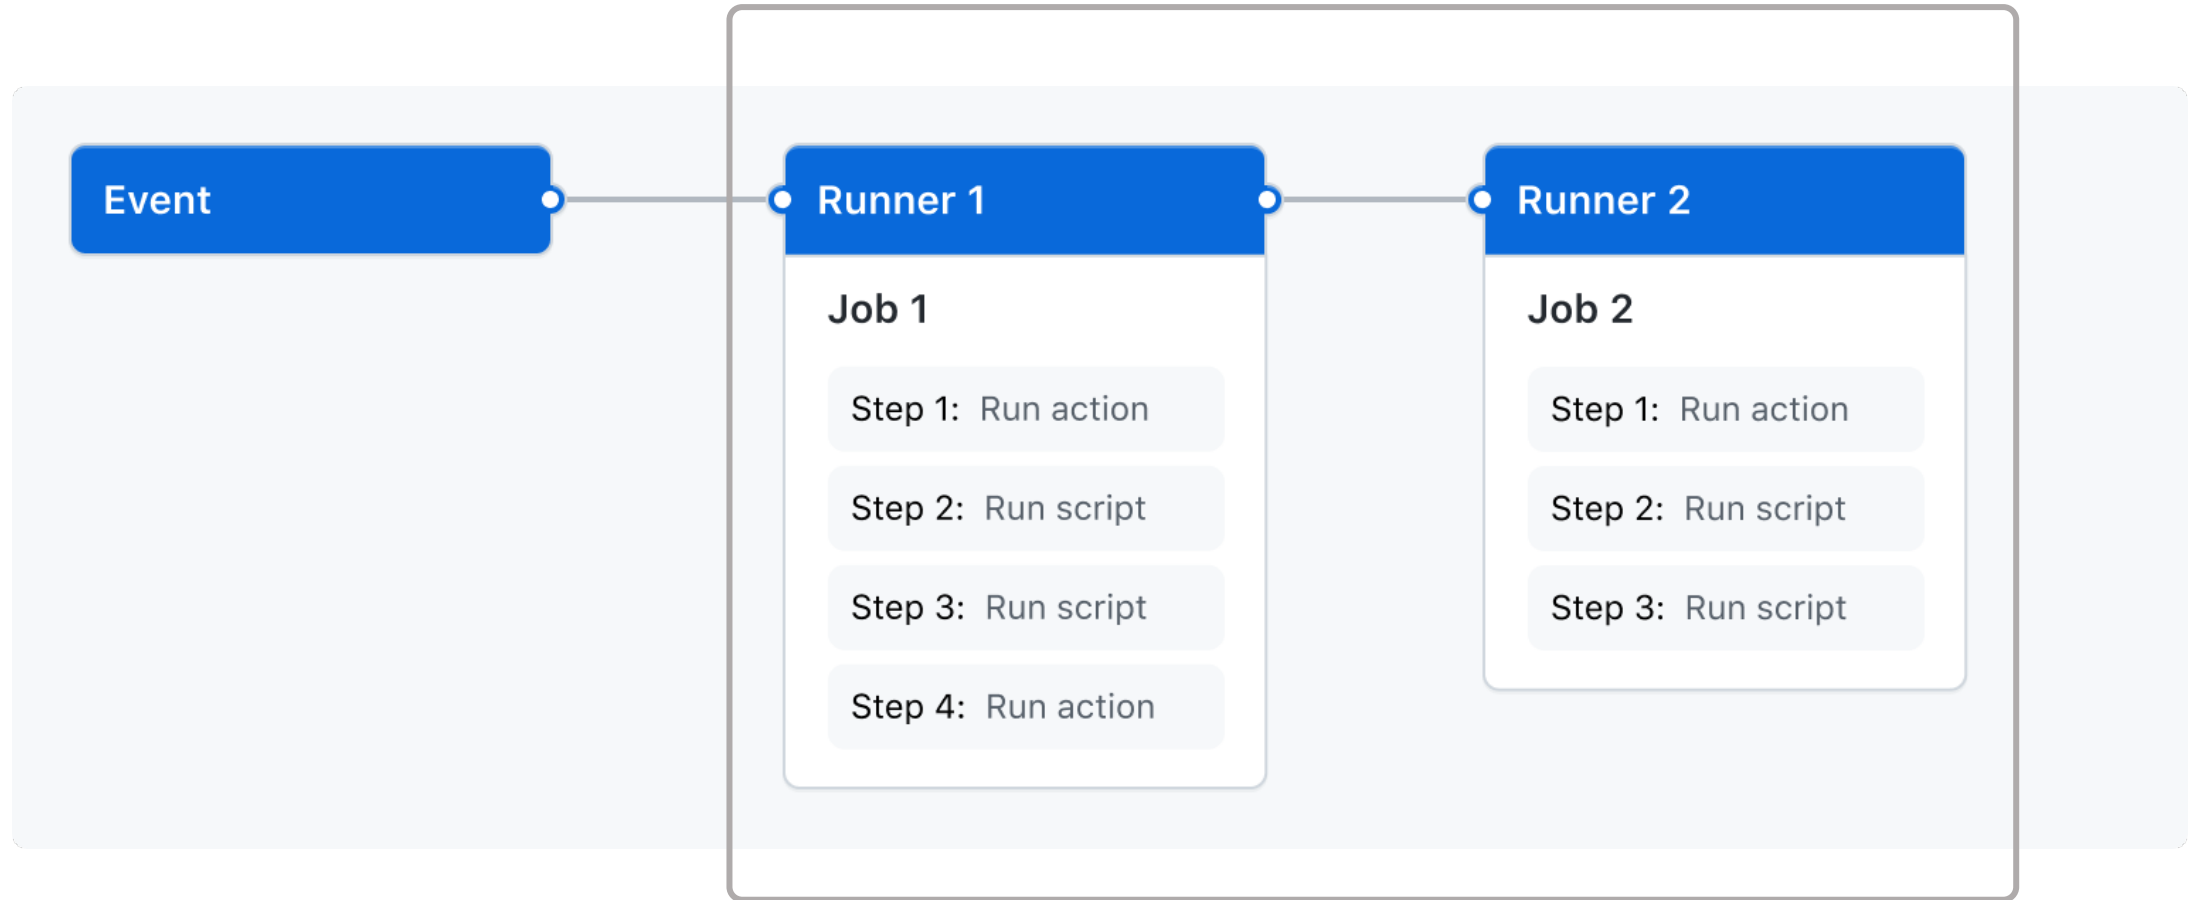 Event
Runner 1
Job 1
Step 1: Run action
Step 2: Run script
Step 3: Run script
Step 4: Run action
Runner 2
Job 2
Step 1: Run action
Step 2: Run script
Step 3: Run script